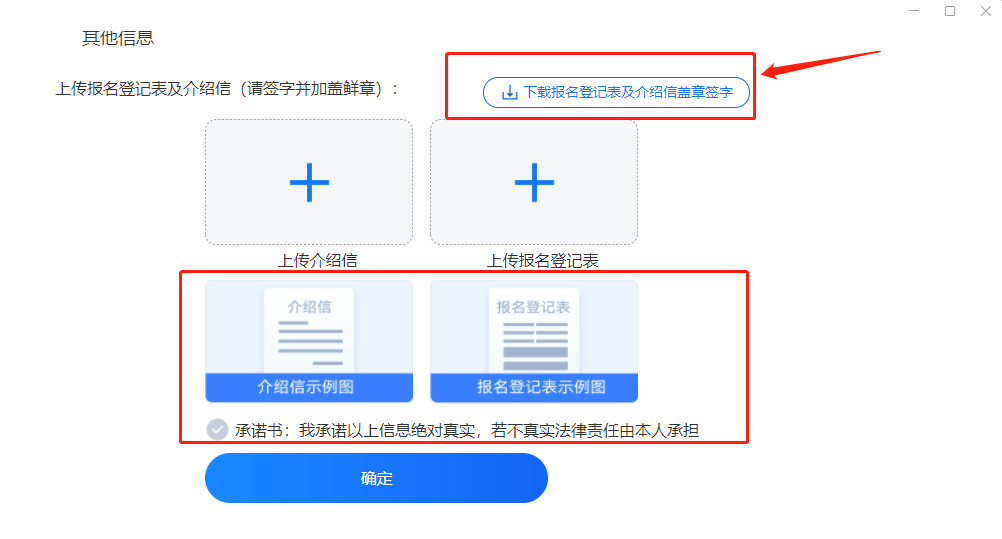 其他信息
上传报名登记表及介绍信（请签字并加盖鲜章）：
下载报名登记表及介绍信盖章签字
上传介绍信
上传报名登记表
介绍信
报名登记表
介绍信示例图
报名登记表示例图
承诺书：我承诺以上信息绝对真实，若不真实法律责任由本人承担
确定